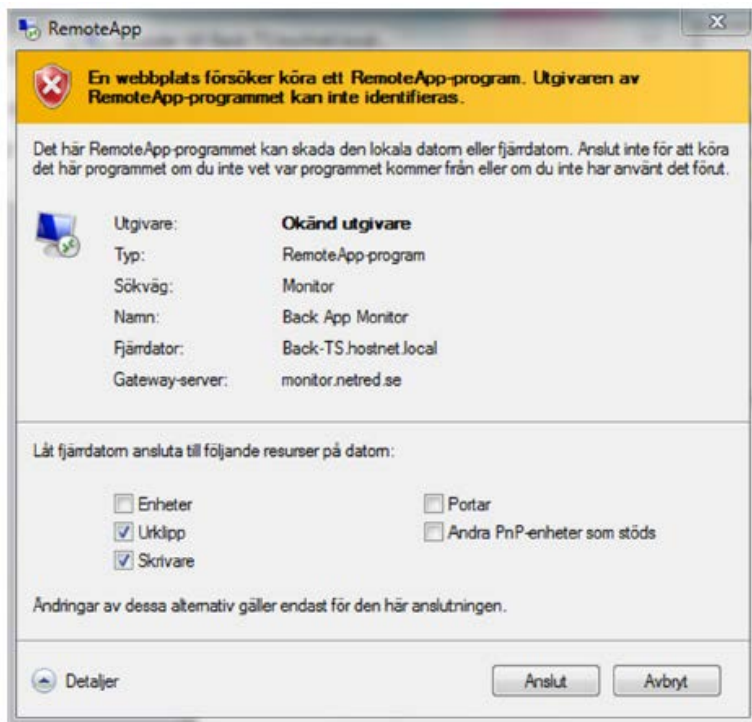 RemoteApp
En webbplats försöker köra ett RemoteApp-program. Utgivaren av
RemoteApp-programmet kan inte identifieras.
Det här RemoteApp-programmet kan skada den lokala datorn eller fjärrdatorn. Anslut inte för att köra
det här programmet om du inte vet var programmet kommer från eller om du inte har använt det förut.
Utgivare: Okänd utgivare
Typ: RemoteApp-program
Sökväg: Monitor
Namn: Back App Monitor
Fjärrdator: Back-TS.hostnet.local
Gateway-server: monitor.netred.se
Låt fjärrdatorn ansluta till följande resurser på datorn:
Enheter Portar
Urklipp Andra PnP-enheter som stöds
Skrivare
Ändringar av dessa alternativ gäller endast för den här anslutningen.
Detaljer Anslut Avbryt